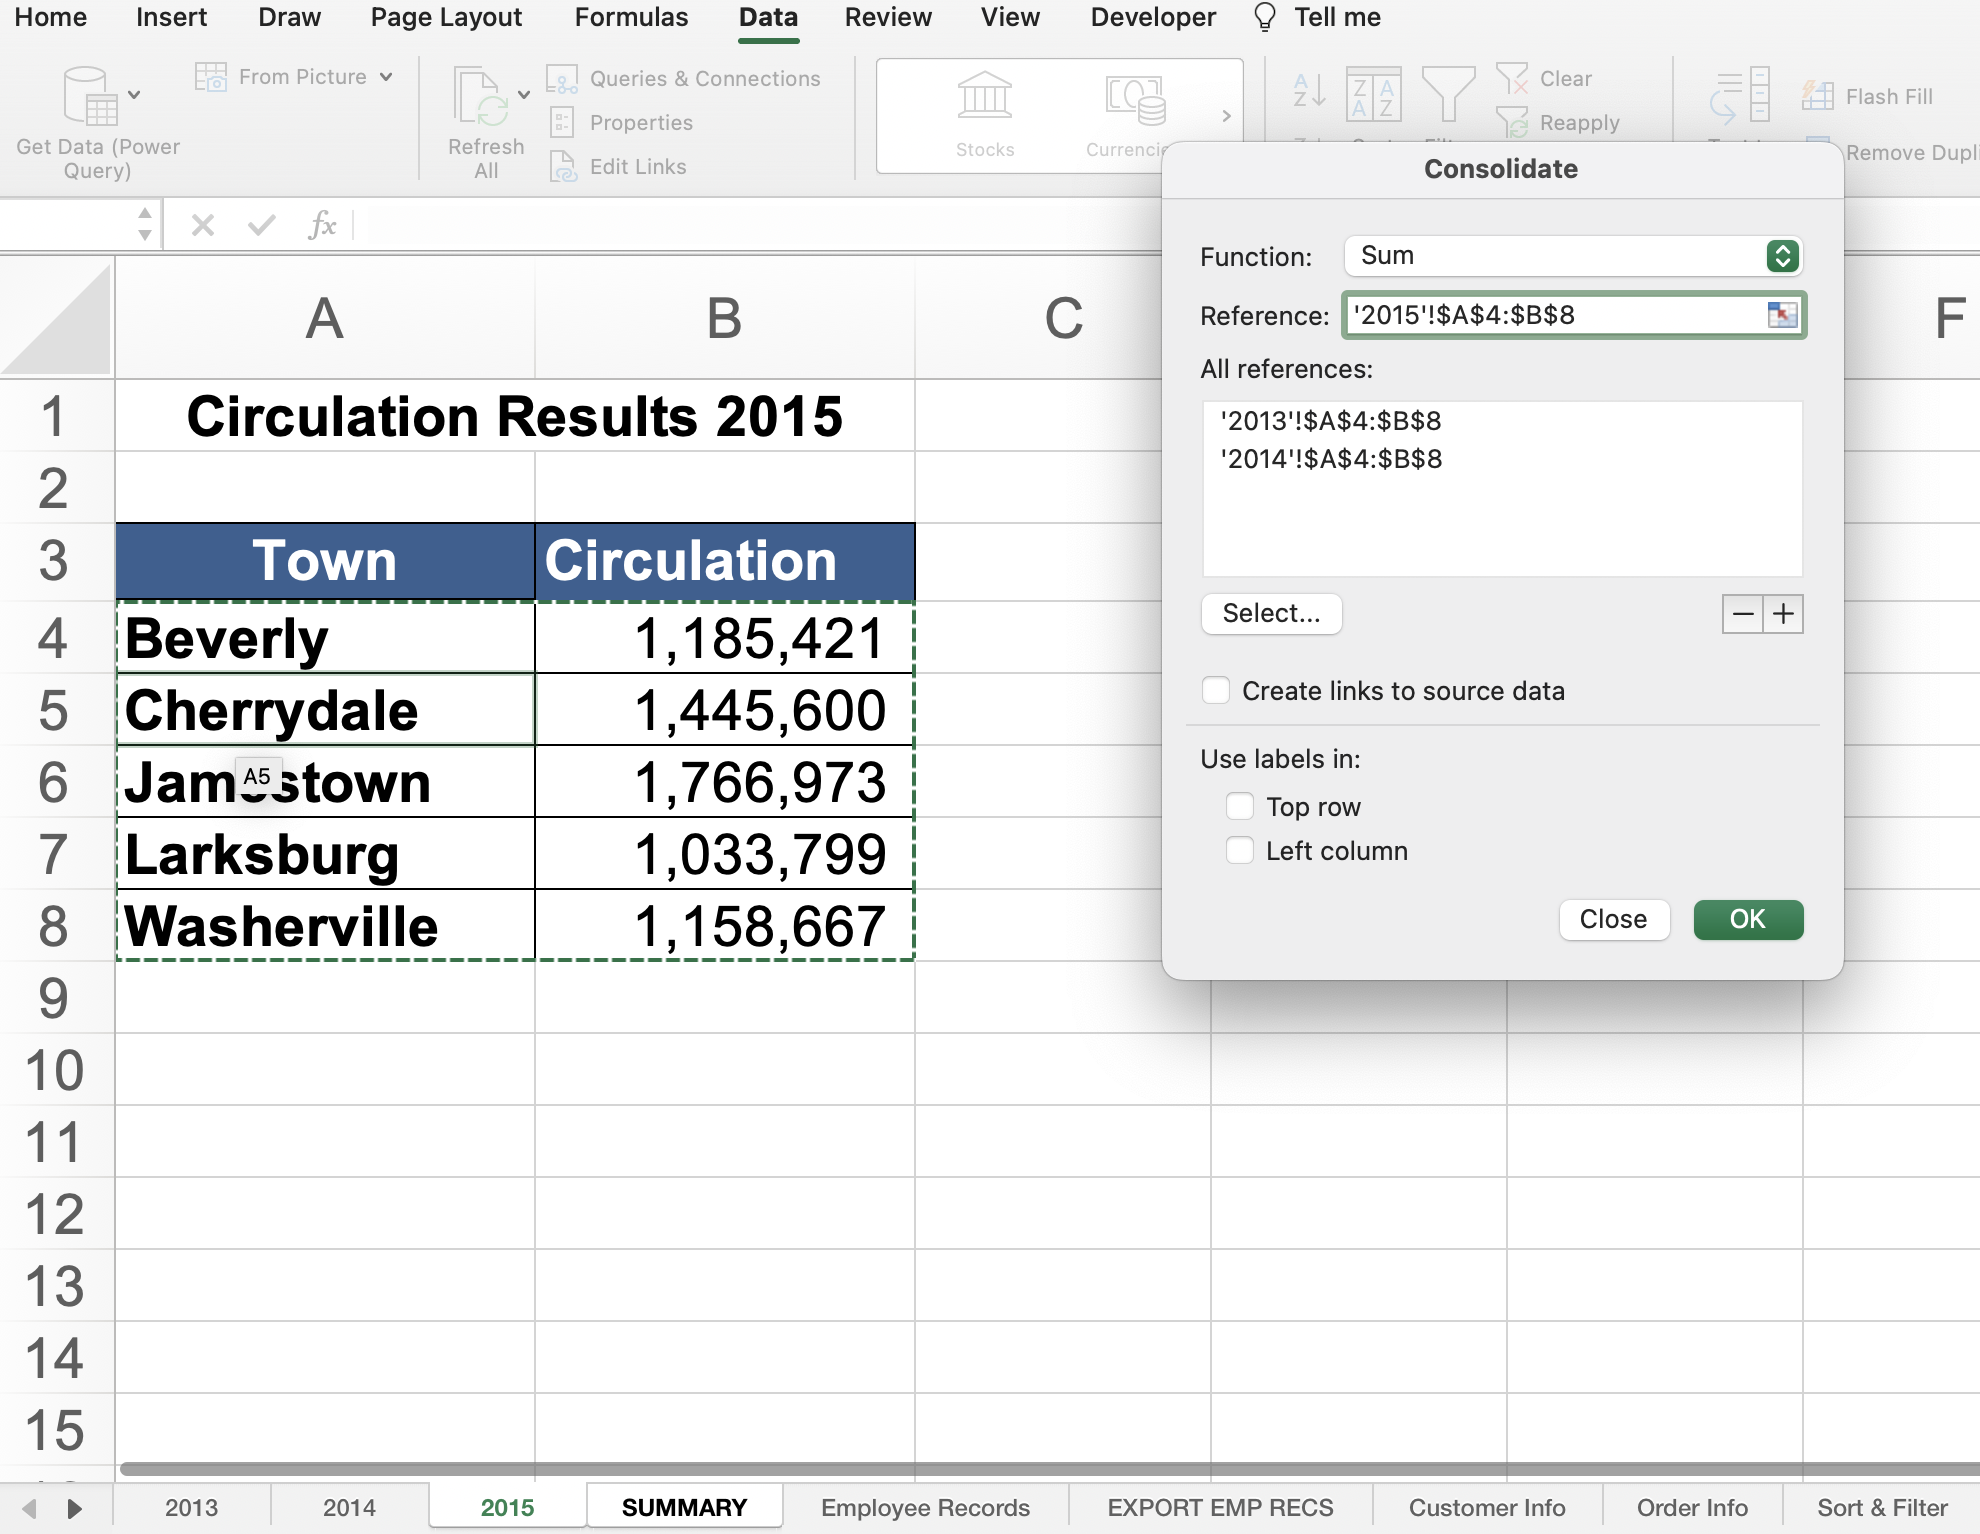 Home Insert Draw Page Layout Formulas Data Review View Developer Tell me
From Picture
Get Data (Power
Query)
Refresh
All
Queries & Connections
Properties
Edit Links
Stocks
A
Z
Z A
A Z
Clear
Reapply
Flash Fill
fx
Consolidate
Function: Sum
Reference: '2015'!$A$4:$B$8
All references:
'2013'!$A$4:$B$8
'2014'!$A$4:$B$8
Select...
Create links to source data
Use labels in:
Top row
Left column
Close OK
A B C F
1 Circulation Results 2015
2
3 Town Circulation
4 Beverly 1,185,421
5 Cherrydale 1,445,600
6 Jamestown 1,766,973
A5
7 Larksburg 1,033,799
8 Washerville 1,158,667
9
10
11
12
13
14
15
2013 2014 2015 SUMMARY Employee Records EXPORT EMP RECS Customer Info Order Info Sort & Filter